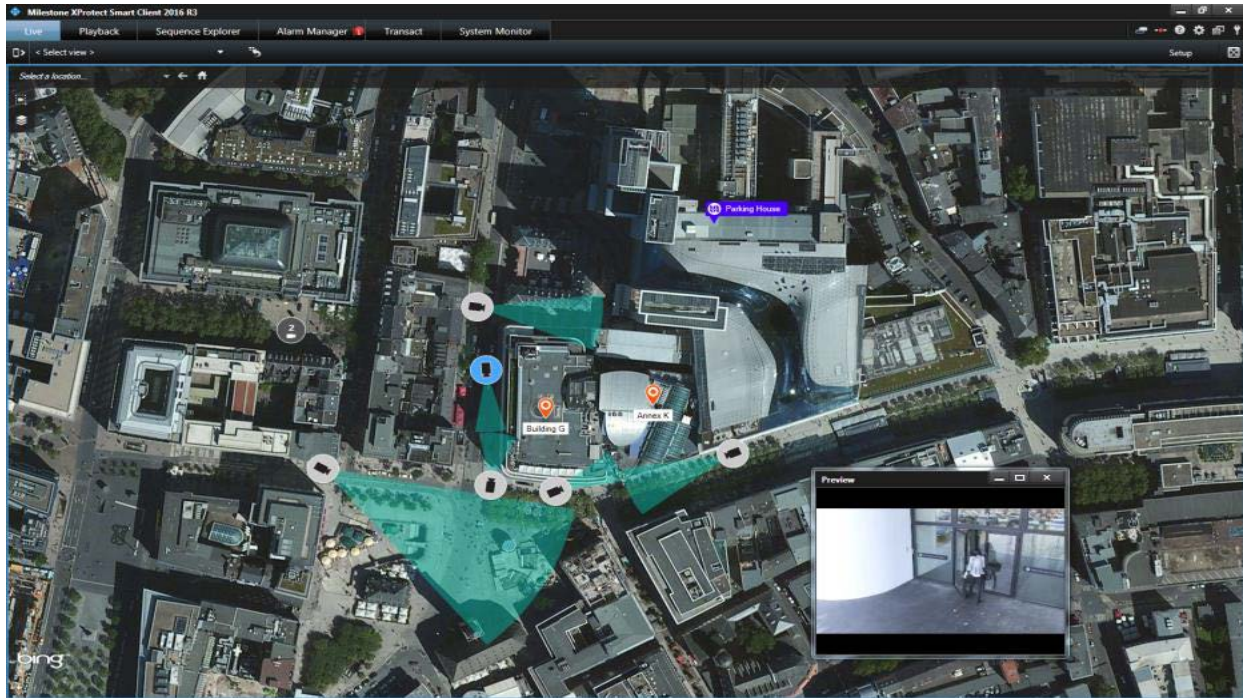 Milestone XProtect Smart Client 2016 R3
Live Playback Sequence Explorer Alarm Manager Transact System Monitor
< Select view > Setup
Select a location...
Parking House
2
Annex K
Building G
Preview
bing